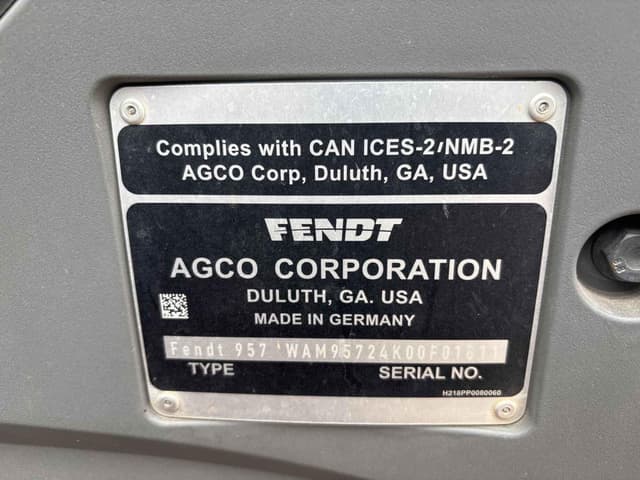 Complies with CAN ICES-2/NMB-2
AGCO Corp, Duluth, GA, USA
FENDT
AGCO CORPORATION
DULUTH, GA. USA
MADE IN GERMANY
Fendt 957 'WAM95724K00F01811
TYPE SERIAL NO.
H218PP0080060